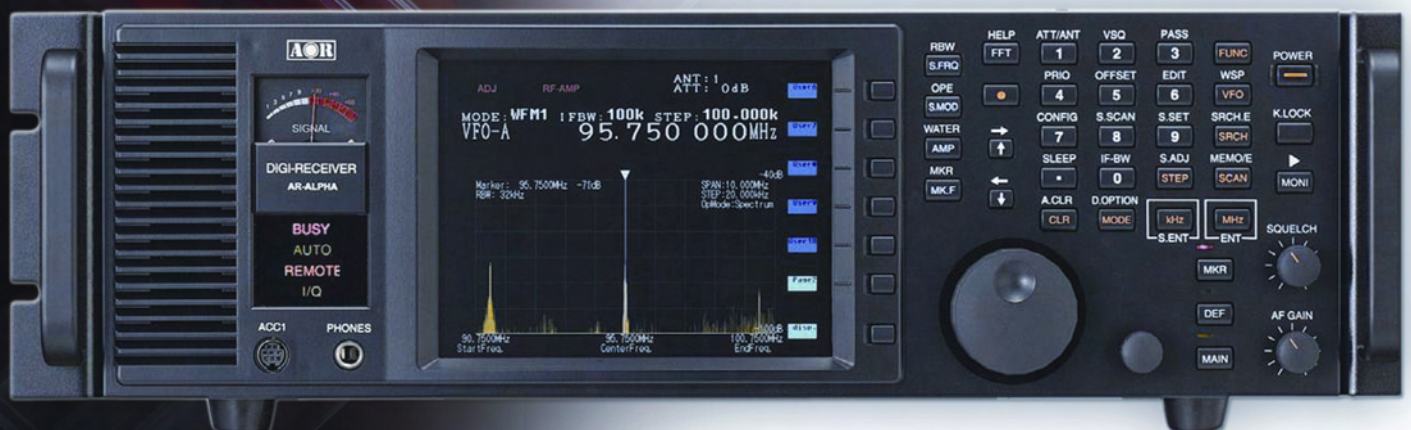 AOR
SIGNAL
DIGI-RECEIVER
AR-ALPHA
BUSY
AUTO
REMOTE
I/Q
ACC1 PHONES
ADJ RF-AMP ANT:1
ATT: 0dB
MODE:WFM1 IFBW:100k STEP:100.000k
VFO-A 95.750 000MHz
-40dB
Marker: 95.7500MHz -71dB SPAN:10.000MHz
RBW: 32kHz STEP:20.000kHz
OpMode:Spectrum
90.7500MHz 95.7500MHz 100.7500MHz
StartFreq. CenterFreq. EndFreq.
User6
User7
User8
User9
User10
RBW HELP ATT/ANT VSQ PASS
S.FRQ FFT 1 2 3 FUNC POWER
OPE PRIO OFFSET EDIT WSP
S.MOD 4 5 6 VFO
WATER CONFIG S.SCAN S.SET SRCH.E K.LOCK
AMP 7 8 9 SRCH
MKR SLEEP IF-BW S.ADJ MEMO/E
MK.F . 0 STEP SCAN MONI
A.CLR D.OPTION
CLR MODE kHz MHz
S.ENT ENT SQUELCH
MKR
DEF AF GAIN
MAIN